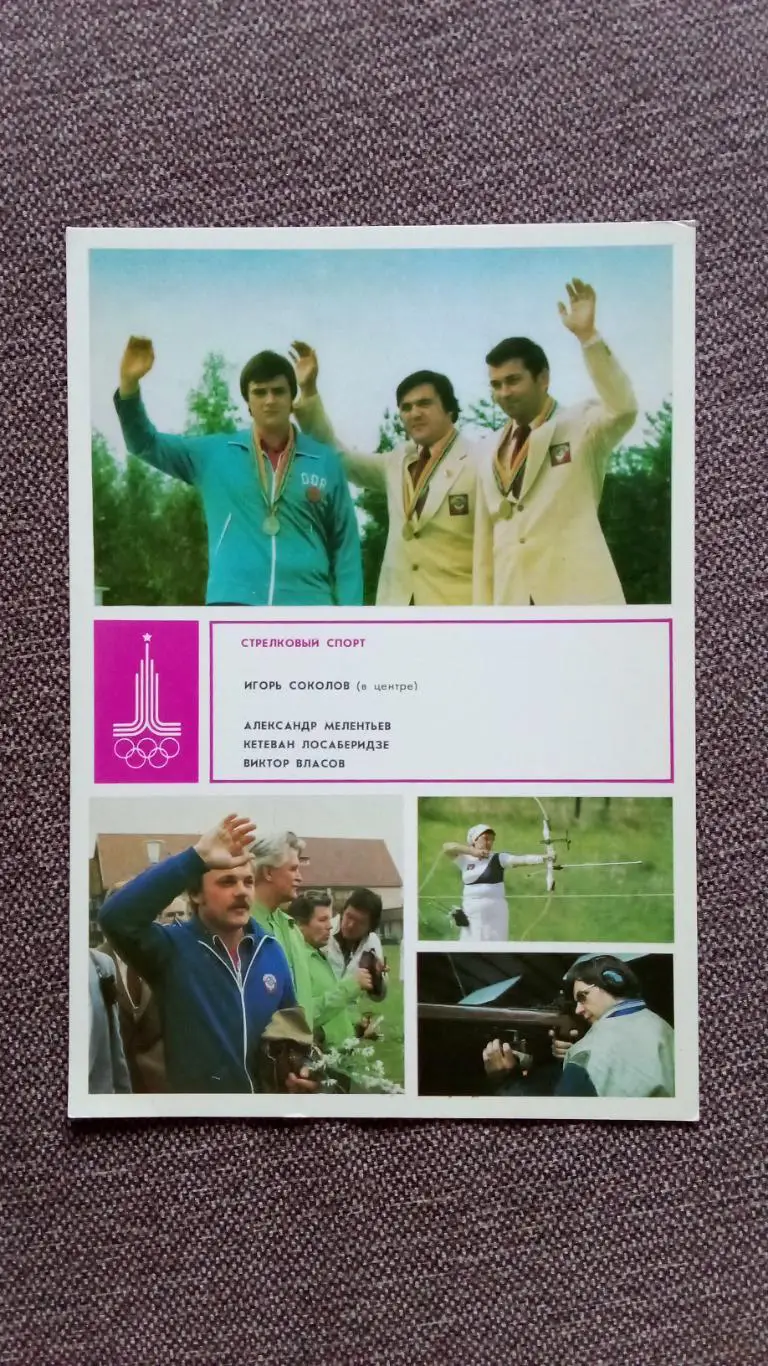 DDR
СТРЕЛКОВЫЙ СПОРТ
ИГОРЬ СОКОЛОВ (в центре)
АЛЕКСАНДР МЕЛЕНТЬЕВ
КЕТЕВАН ЛОСАБЕРИДЗЕ
ВИКТОР ВЛАСОВ